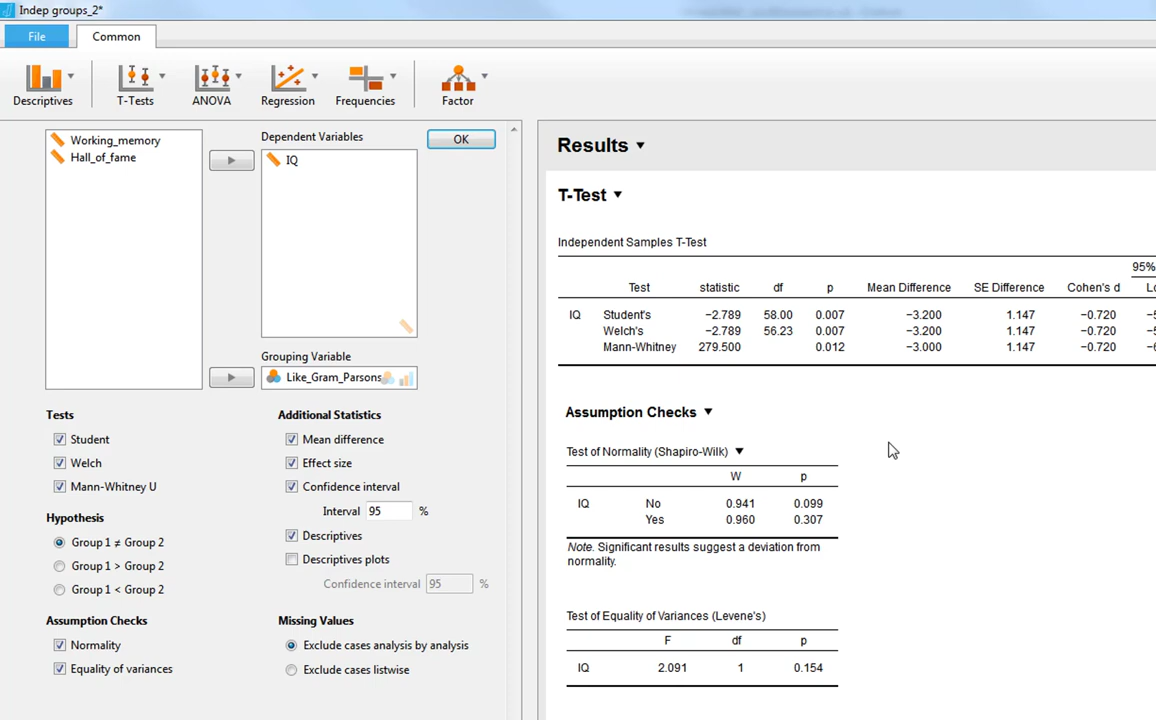 Indep groups_2*
File Common
Descriptives T-Tests ANOVA Regression Frequencies Factor
Working_memory
Hall_of_fame
Dependent Variables
OK
IQ
Grouping Variable
Like_Gram_Parsons
Tests
Student
Welch
Mann-Whitney U
Hypothesis
Group 1 ≠ Group 2
Group 1 > Group 2
Group 1 < Group 2
Assumption Checks
Normality
Equality of variances
Additional Statistics
Mean difference
Effect size
Confidence interval
Interval 95 %
Descriptives
Descriptives plots
Confidence interval 95 %
Missing Values
Exclude cases analysis by analysis
Exclude cases listwise
Results
T-Test
Independent Samples T-Test
95%
Test statistic df p Mean Difference SE Difference Cohen's d
IQ Student's −2.789 58.00 0.007 −3.200 1.147 −0.720
Welch's −2.789 56.23 0.007 −3.200 1.147 −0.720
Mann-Whitney 279.500 0.012 −3.000 1.147 −0.720
Assumption Checks
Test of Normality (Shapiro-Wilk)
W p
IQ No 0.941 0.099
Yes 0.960 0.307
Note. Significant results suggest a deviation from
normality.
Test of Equality of Variances (Levene's)
F df p
IQ 2.091 1 0.154